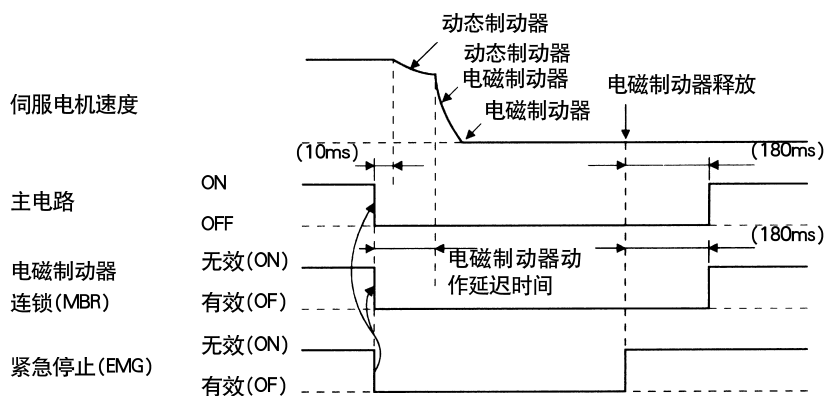 动态制动器
动态制动器
电磁制动器
电磁制动器
电磁制动器释放
伺服电机速度
(10ms)
(180ms)
主电路
ON
OFF
(180ms)
电磁制动器
连锁(MBR)
无效(ON)
有效(OF)
电磁制动器动
作延迟时间
紧急停止(EMG)
无效(ON)
有效(OF)